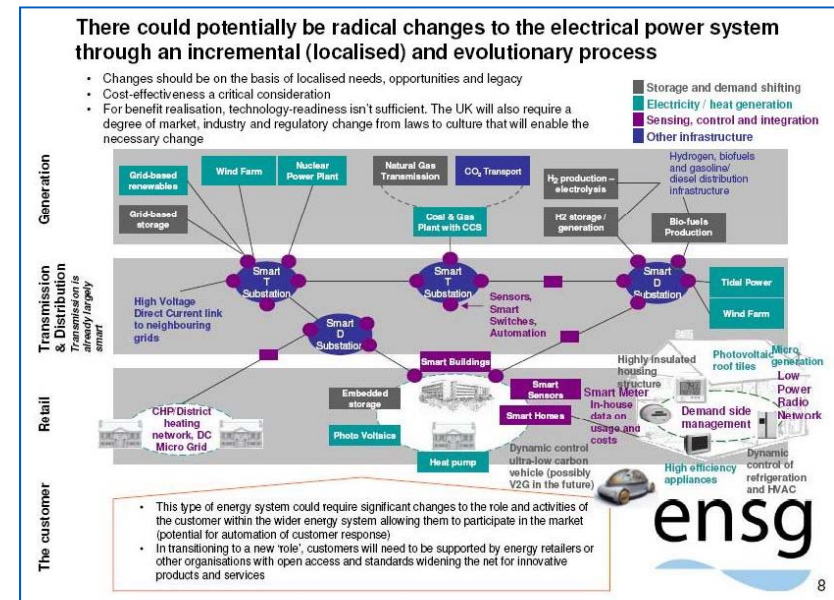 There could potentially be radical changes to the electrical power system
through an incremental (localised) and evolutionary process
• Changes should be on the basis of localised needs, opportunities and legacy
• Cost-effectiveness a critical consideration
• For benefit realisation, technology-readiness isn't sufficient. The UK will also require a
degree of market, industry and regulatory change from laws to culture that will enable the
necessary change
Storage and demand shifting
Electricity / heat generation
Sensing, control and integration
Other infrastructure
Generation
Grid-based
renewables
Wind Farm
Nuclear
Power Plant
Natural Gas
Transmission
CO2 Transport
H2 production –
electrolysis
Hydrogen, biofuels
and gasoline/
diesel distribution
infrastructure
Grid-based
storage
Coal & Gas
Plant with CCS
H2 storage /
generation
Bio-fuels
Production
Transmission
& Distribution
Transmission is
already largely
smart
High Voltage
Direct Current link
to neighbouring
grids
Smart
T
Substation
Smart
T
Substation
Smart
D
Substation
Sensors,
Smart
Switches,
Automation
Tidal Power
Wind Farm
Smart
D
Substation
Retail
CHP/District
heating
network, DC
Micro Grid
Smart Buildings
Embedded
storage
Photo Voltaics
Heat pump
Smart
Sensors
Smart Homes
Smart Meter
In-house
data on
usage and
costs
Highly insulated
housing
structure
Photovoltaic
roof tiles
Micro
generation
Low
Power
Radio
Network
Demand side
management
Dynamic control
ultra-low carbon
vehicle (possibly
V2G in the future)
High efficiency
appliances
Dynamic
control of
refrigeration
and HVAC
The customer
• This type of energy system could require significant changes to the role and activities of
the customer within the wider energy system allowing them to participate in the market
(potential for automation of customer response)
• In transitioning to a new 'role', customers will need to be supported by energy retailers or
other organisations with open access and standards widening the net for innovative
products and services
ensg
8